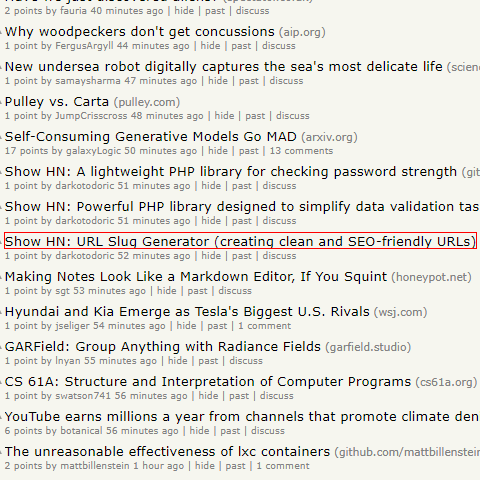 2 points by fauria 40 minutes ago | hide | past | discuss
Why woodpeckers don't get concussions (aip.org)
1 point by FergusArgyll 44 minutes ago | hide | past | discuss
New undersea robot digitally captures the sea's most delicate life
1 point by samaysharma 47 minutes ago | hide | past | discuss
Pulley vs. Carta (pulley.com)
1 point by JumpCrisscross 48 minutes ago | hide | past | discuss
Self-Consuming Generative Models Go MAD (arxiv.org)
17 points by galaxyLogic 50 minutes ago | hide | past | 13 comments
Show HN: A lightweight PHP library for checking password strength (git
1 point by darkotodoric 51 minutes ago | hide | past | discuss
Show HN: Powerful PHP library designed to simplify data validation tas
1 point by darkotodoric 51 minutes ago | hide | past | discuss
Show HN: URL Slug Generator (creating clean and SEO-friendly URLs)
1 point by darkotodoric 52 minutes ago | hide | past | discuss
Making Notes Look Like a Markdown Editor, If You Squint (honeypot.net)
1 point by sgt 53 minutes ago | hide | past | discuss
Hyundai and Kia Emerge as Tesla's Biggest U.S. Rivals (wsj.com)
1 point by jseliger 54 minutes ago | hide | past | 1 comment
GARField: Group Anything with Radiance Fields (garfield.studio)
1 point by lnyan 55 minutes ago | hide | past | discuss
CS 61A: Structure and Interpretation of Computer Programs (cs61a.org)
1 point by swatson741 56 minutes ago | hide | past | discuss
YouTube earns millions a year from channels that promote climate den
6 points by botanical 56 minutes ago | hide | past | discuss
The unreasonable effectiveness of lxc containers (github.com/mattbillenstein
2 points by mattbillenstein 1 hour ago | hide | past | 1 comment